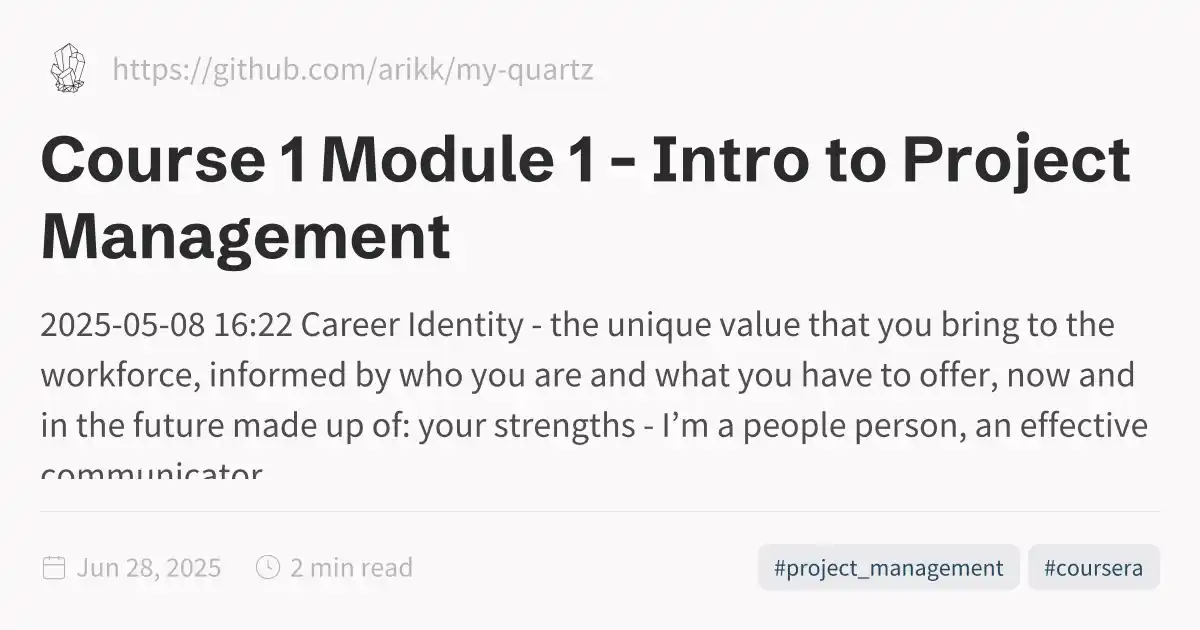 https://github.com/arikk/my-quartz
Course 1 Module 1 - Intro to Project
Management
2025-05-08 16:22 Career Identity - the unique value that you bring to the
workforce, informed by who you are and what you have to offer, now and
in the future made up of: your strengths - I’m a people person, an effective
communicator
Jun 28, 2025
2 min read
#project_management
#coursera